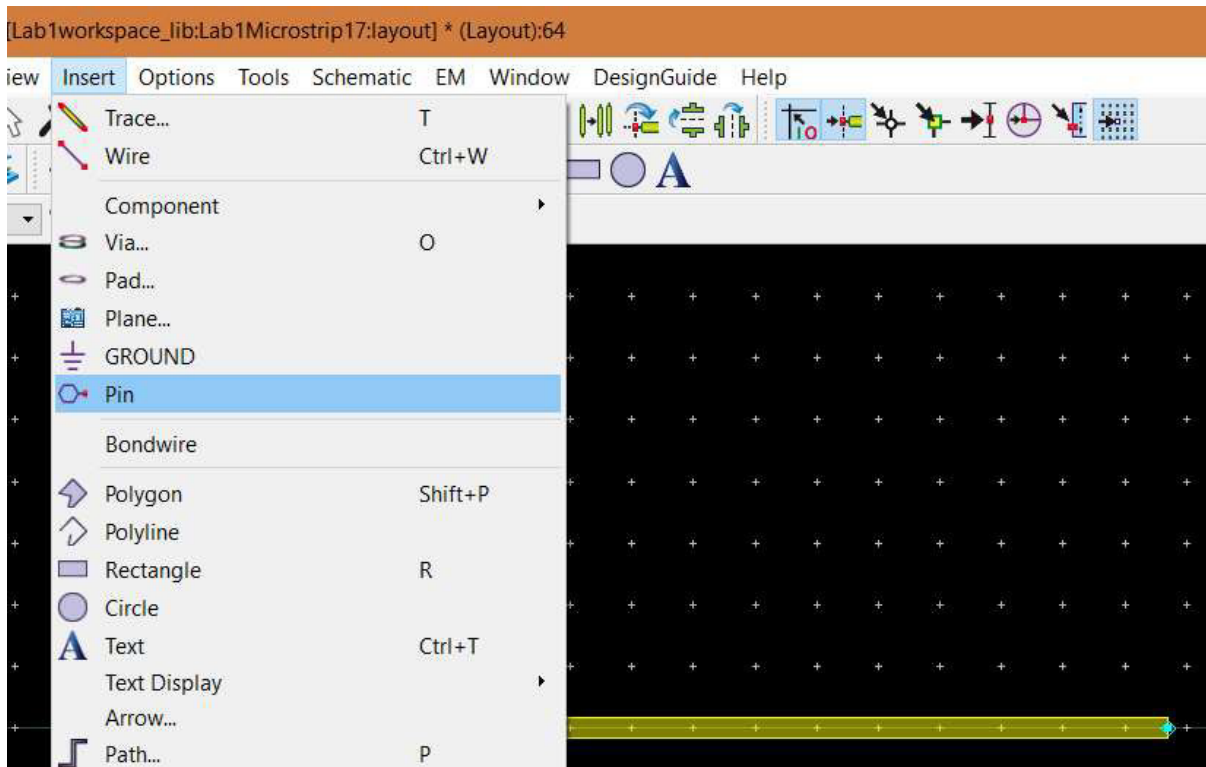 [Lab1workspace_lib:Lab1Microstrip17:layout] * (Layout):64
iew Insert Options Tools Schematic EM Window DesignGuide Help
Trace... T
Wire Ctrl+W
Component
Via... O
Pad...
Plane...
GROUND
Pin
Bondwire
Polygon Shift+P
Polyline
Rectangle R
Circle
Text Ctrl+T
Text Display
Arrow...
Path... P